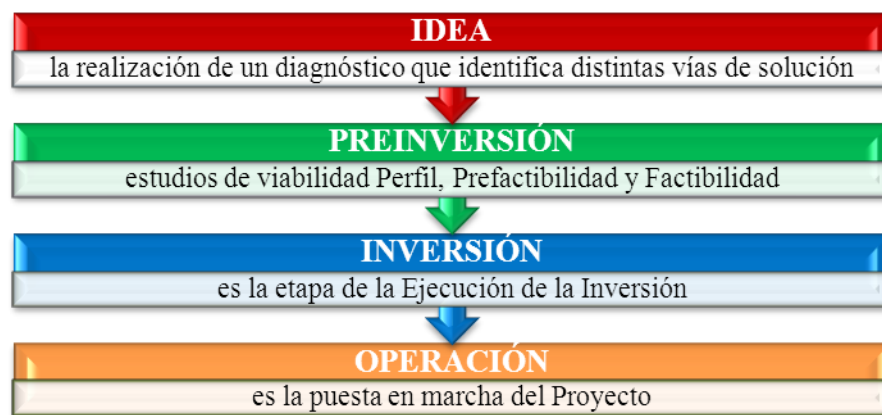 IDEA
la realización de un diagnóstico que identifica distintas vías de solución
PREINVERSIÓN
estudios de viabilidad Perfil, Prefactibilidad y Factibilidad
INVERSIÓN
es la etapa de la Ejecución de la Inversión
OPERACIÓN
es la puesta en marcha del Proyecto